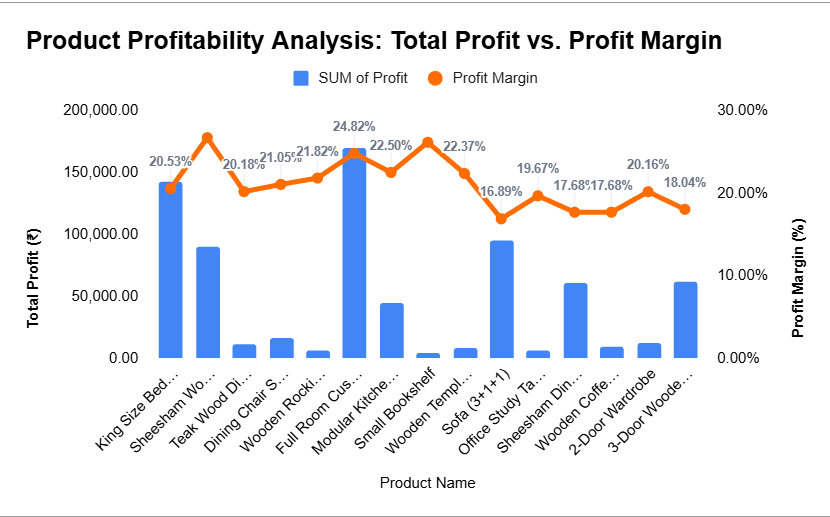 Product Profitability Analysis: Total Profit vs. Profit Margin
SUM of Profit
Profit Margin
Total Profit (₹)
200,000.00
150,000.00
100,000.00
50,000.00
0.00
20.53%
20.18%
21.05%
21.82%
24.82%
22.50%
22.37%
16.89%
19.67%
17.68%
17.68%
20.16%
18.04%
30.00%
20.00%
10.00%
0.00%
Profit Margin (%)
King Size Bed…
Sheesham Wo…
Teak Wood Di…
Dining Chair S…
Wooden Rockl…
Full Room Cus…
Modular Kitche…
Small Bookshelf
Wooden Templ…
Sofa (3+1+1)
Office Study Ta…
Sheesham Din…
Wooden Coffe…
2-Door Wardrobe
3-Door Woode…
Product Name